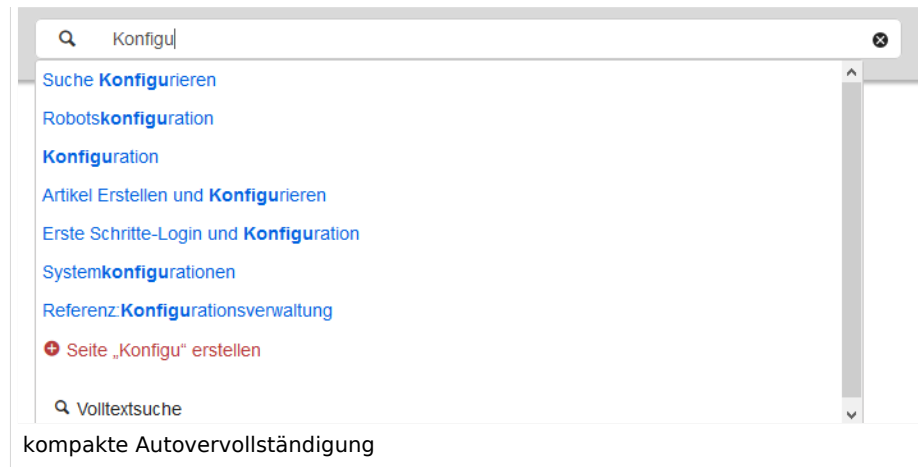 Konfigu
Suche Konfigurieren
Robotskonfiguration
Konfiguration
Artikel Erstellen und Konfigurieren
Erste Schritte-Login und Konfiguration
Systemkonfigurationen
Referenz:Konfigurationsverwaltung
Seite „Konfigu“ erstellen
Volltextsuche
kompakte Autovervollständigung